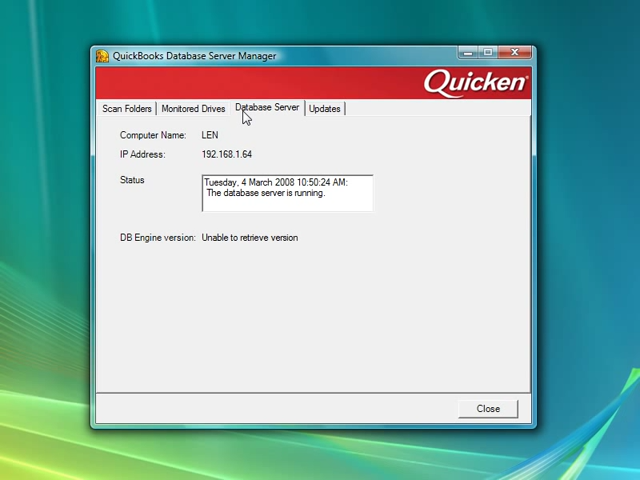 QuickBooks Database Server Manager
Quicken
Scan Folders Monitored Drives Database Server Updates
Computer Name: LEN
IP Address: 192.168.1.64
Status
Tuesday, 4 March 2008 10:50:24 AM:
The database server is running.
DB Engine version: Unable to retrieve version
Close